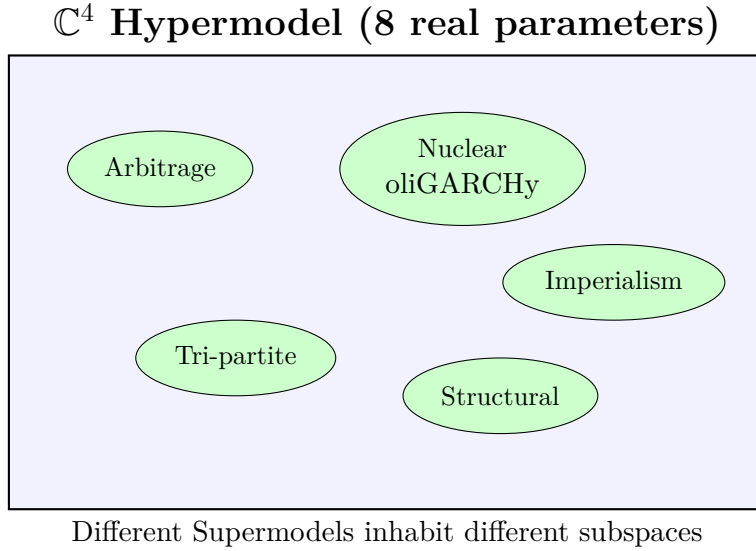 ℂ⁴ Hypermodel (8 real parameters)
Arbitrage
Nuclear
oliGARCHy
Imperialism
Tri-partite
Structural
Different Supermodels inhabit different subspaces